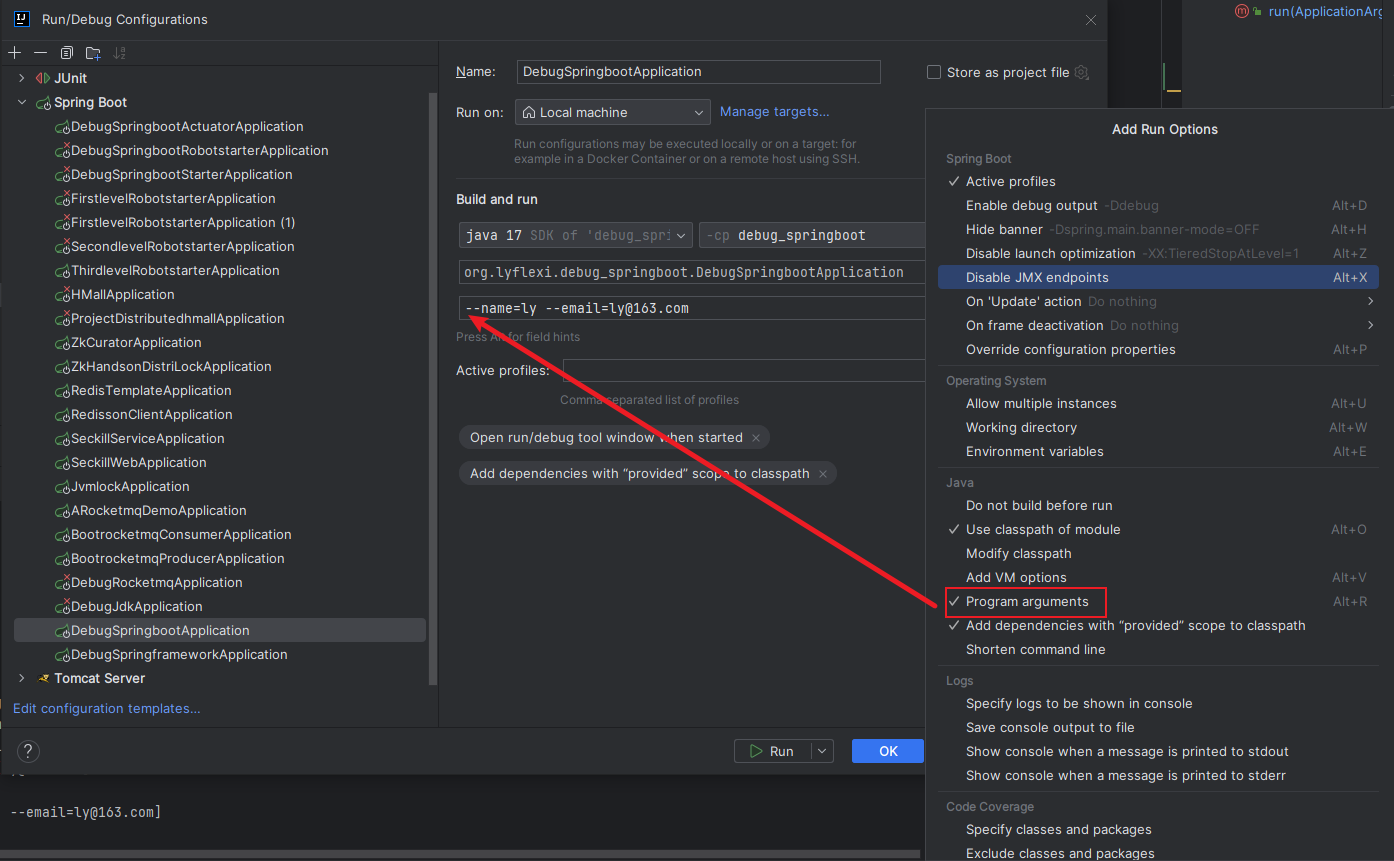 Run/Debug Configurations
run(ApplicationArg
JUnit
Spring Boot
DebugSpringbootActuatorApplication
DebugSpringbootRobotstarterApplication
DebugSpringbootStarterApplication
FirstlevelRobotstarterApplication
FirstlevelRobotstarterApplication (1)
SecondlevelRobotstarterApplication
ThirdlevelRobotstarterApplication
HMallApplication
ProjectDistributedhmallApplication
ZkCuratorApplication
ZkHandsonDistriLockApplication
RedisTemplateApplication
RedissonClientApplication
SeckillServiceApplication
SeckillWebApplication
JvmlockApplication
ARocketmqDemoApplication
BootrocketmqConsumerApplication
BootrocketmqProducerApplication
DebugRocketmqApplication
DebugJdkApplication
DebugSpringbootApplication
DebugSpringframeworkApplication
Tomcat Server
Edit configuration templates...
Name: DebugSpringbootApplication
Store as project file
Run on: Local machine Manage targets...
Run configurations may be executed locally or on a target: for
example in a Docker Container or on a remote host using SSH.
Build and run
java 17 SDK of 'debug_spri -cp debug_springboot
org.lyflexi.debug_springboot.DebugSpringbootApplication
--name=ly --email=ly@163.com
Press Alt for field hints
Active profiles:
Comma separated list of profiles
Open run/debug tool window when started
Add dependencies with “provided” scope to classpath
Run OK
--email=ly@163.com]
Add Run Options
Spring Boot
Active profiles
Enable debug output -Ddebug Alt+D
Hide banner -Dspring.main.banner-mode=OFF Alt+H
Disable launch optimization -XX:TieredStopAtLevel=1 Alt+Z
Disable JMX endpoints Alt+X
On 'Update' action Do nothing
On frame deactivation Do nothing
Override configuration properties Alt+P
Operating System
Allow multiple instances Alt+U
Working directory Alt+W
Environment variables Alt+E
Java
Do not build before run
Use classpath of module Alt+O
Modify classpath
Add VM options Alt+V
Program arguments Alt+R
Add dependencies with “provided” scope to classpath
Shorten command line
Logs
Specify logs to be shown in console
Save console output to file
Show console when a message is printed to stdout
Show console when a message is printed to stderr
Code Coverage
Specify classes and packages
Exclude classes and packages